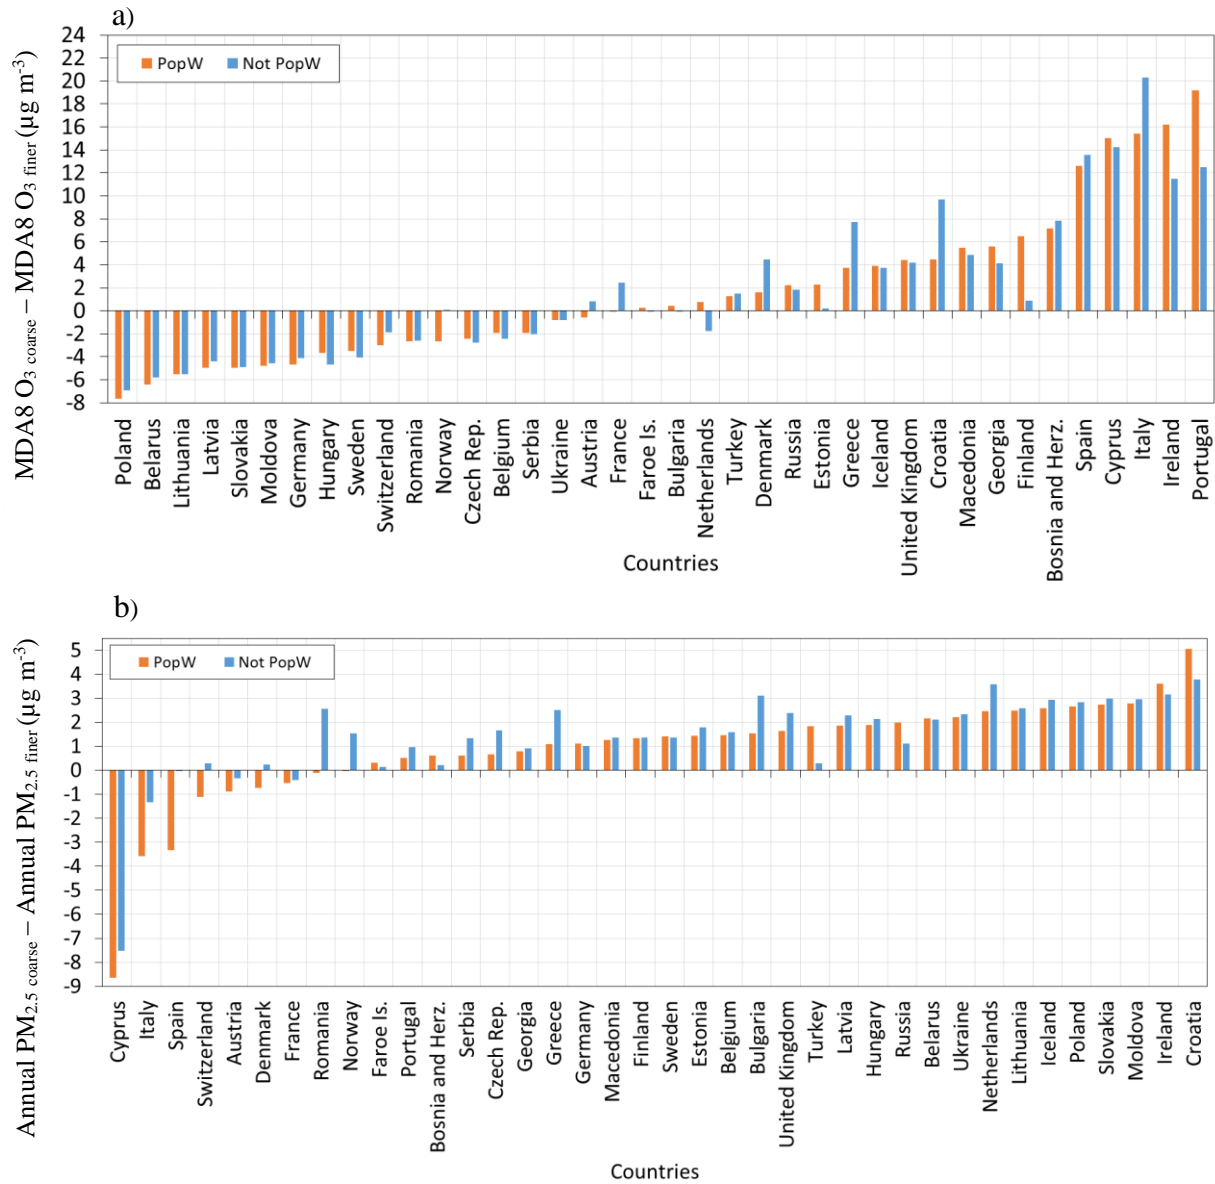 a)
MDA8 O3 coarse – MDA8 O3 finer (µg m-3)
24
22
20
18
16
14
12
10
8
6
4
2
0
-2
-4
-6
-8
PopW Not PopW
Poland
Belarus
Lithuania
Latvia
Slovakia
Moldova
Germany
Hungary
Sweden
Switzerland
Romania
Norway
Czech Rep.
Belgium
Serbia
Ukraine
Austria
France
Faroe Is.
Bulgaria
Netherlands
Turkey
Denmark
Russia
Estonia
Greece
Iceland
United Kingdom
Croatia
Macedonia
Georgia
Finland
Bosnia and Herz.
Spain
Cyprus
Italy
Ireland
Portugal
Countries
b)
Annual PM2.5 coarse – Annual PM2.5 finer (µg m-3)
5
4
3
2
1
0
-1
-2
-3
-4
-5
-6
-7
-8
-9
PopW Not PopW
Cyprus
Italy
Spain
Switzerland
Austria
Denmark
France
Romania
Norway
Faroe Is.
Portugal
Bosnia and Herz.
Serbia
Czech Rep.
Georgia
Greece
Germany
Macedonia
Finland
Sweden
Estonia
Belgium
Bulgaria
United Kingdom
Turkey
Latvia
Hungary
Russia
Belarus
Ukraine
Netherlands
Lithuania
Iceland
Poland
Slovakia
Moldova
Ireland
Croatia
Countries